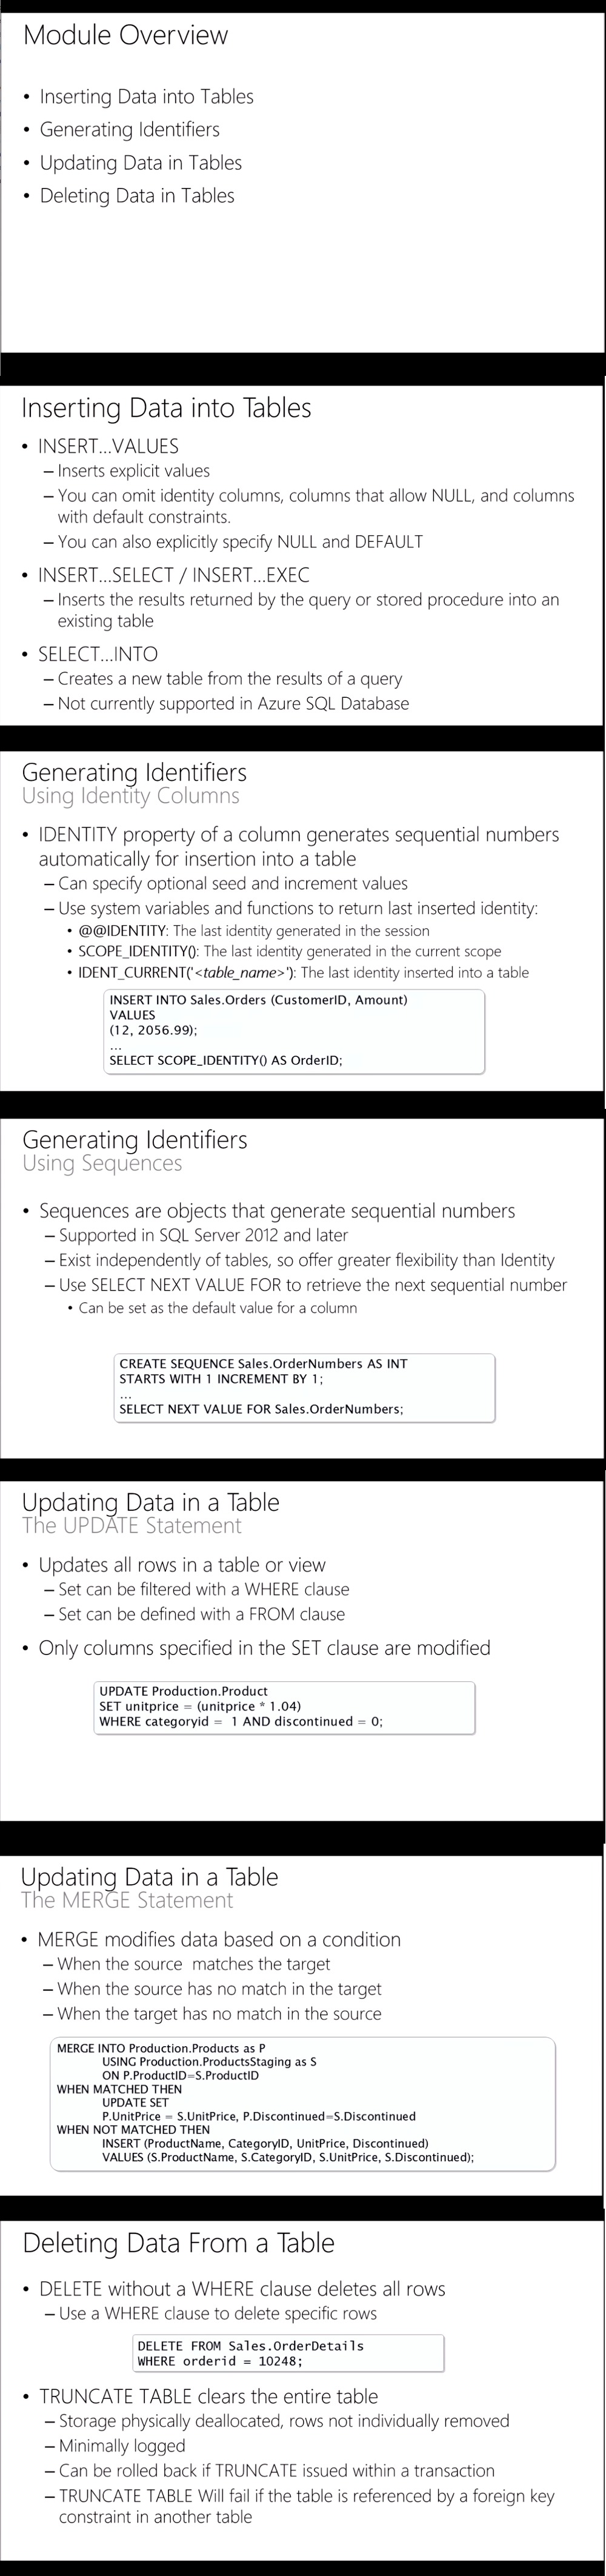 Module Overview
• Inserting Data into Tables
• Generating Identifiers
• Updating Data in Tables
• Deleting Data in Tables
Inserting Data into Tables
• INSERT...VALUES
– Inserts explicit values
– You can omit identity columns, columns that allow NULL, and columns
with default constraints.
– You can also explicitly specify NULL and DEFAULT
• INSERT...SELECT / INSERT...EXEC
– Inserts the results returned by the query or stored procedure into an
existing table
• SELECT...INTO
– Creates a new table from the results of a query
– Not currently supported in Azure SQL Database
Generating Identifiers
Using Identity Columns
• IDENTITY property of a column generates sequential numbers
automatically for insertion into a table
– Can specify optional seed and increment values
– Use system variables and functions to return last inserted identity:
• @@IDENTITY: The last identity generated in the session
• SCOPE_IDENTITY(): The last identity generated in the current scope
• IDENT_CURRENT('<table_name>'): The last identity inserted into a table
INSERT INTO Sales.Orders (CustomerID, Amount)
VALUES
(12, 2056.99);
...
SELECT SCOPE_IDENTITY() AS OrderID;
Generating Identifiers
Using Sequences
• Sequences are objects that generate sequential numbers
– Supported in SQL Server 2012 and later
– Exist independently of tables, so offer greater flexibility than Identity
– Use SELECT NEXT VALUE FOR to retrieve the next sequential number
• Can be set as the default value for a column
CREATE SEQUENCE Sales.OrderNumbers AS INT
STARTS WITH 1 INCREMENT BY 1;
...
SELECT NEXT VALUE FOR Sales.OrderNumbers;
Updating Data in a Table
The UPDATE Statement
• Updates all rows in a table or view
– Set can be filtered with a WHERE clause
– Set can be defined with a FROM clause
• Only columns specified in the SET clause are modified
UPDATE Production.Product
SET unitprice = (unitprice * 1.04)
WHERE categoryid = 1 AND discontinued = 0;
Updating Data in a Table
The MERGE Statement
• MERGE modifies data based on a condition
– When the source matches the target
– When the source has no match in the target
– When the target has no match in the source
MERGE INTO Production.Products as P
USING Production.ProductsStaging as S
ON P.ProductID=S.ProductID
WHEN MATCHED THEN
UPDATE SET
P.UnitPrice = S.UnitPrice, P.Discontinued=S.Discontinued
WHEN NOT MATCHED THEN
INSERT (ProductName, CategoryID, UnitPrice, Discontinued)
VALUES (S.ProductName, S.CategoryID, S.UnitPrice, S.Discontinued);
Deleting Data From a Table
• DELETE without a WHERE clause deletes all rows
– Use a WHERE clause to delete specific rows
DELETE FROM Sales.OrderDetails
WHERE orderid = 10248;
• TRUNCATE TABLE clears the entire table
– Storage physically deallocated, rows not individually removed
– Minimally logged
– Can be rolled back if TRUNCATE issued within a transaction
– TRUNCATE TABLE Will fail if the table is referenced by a foreign key
constraint in another table